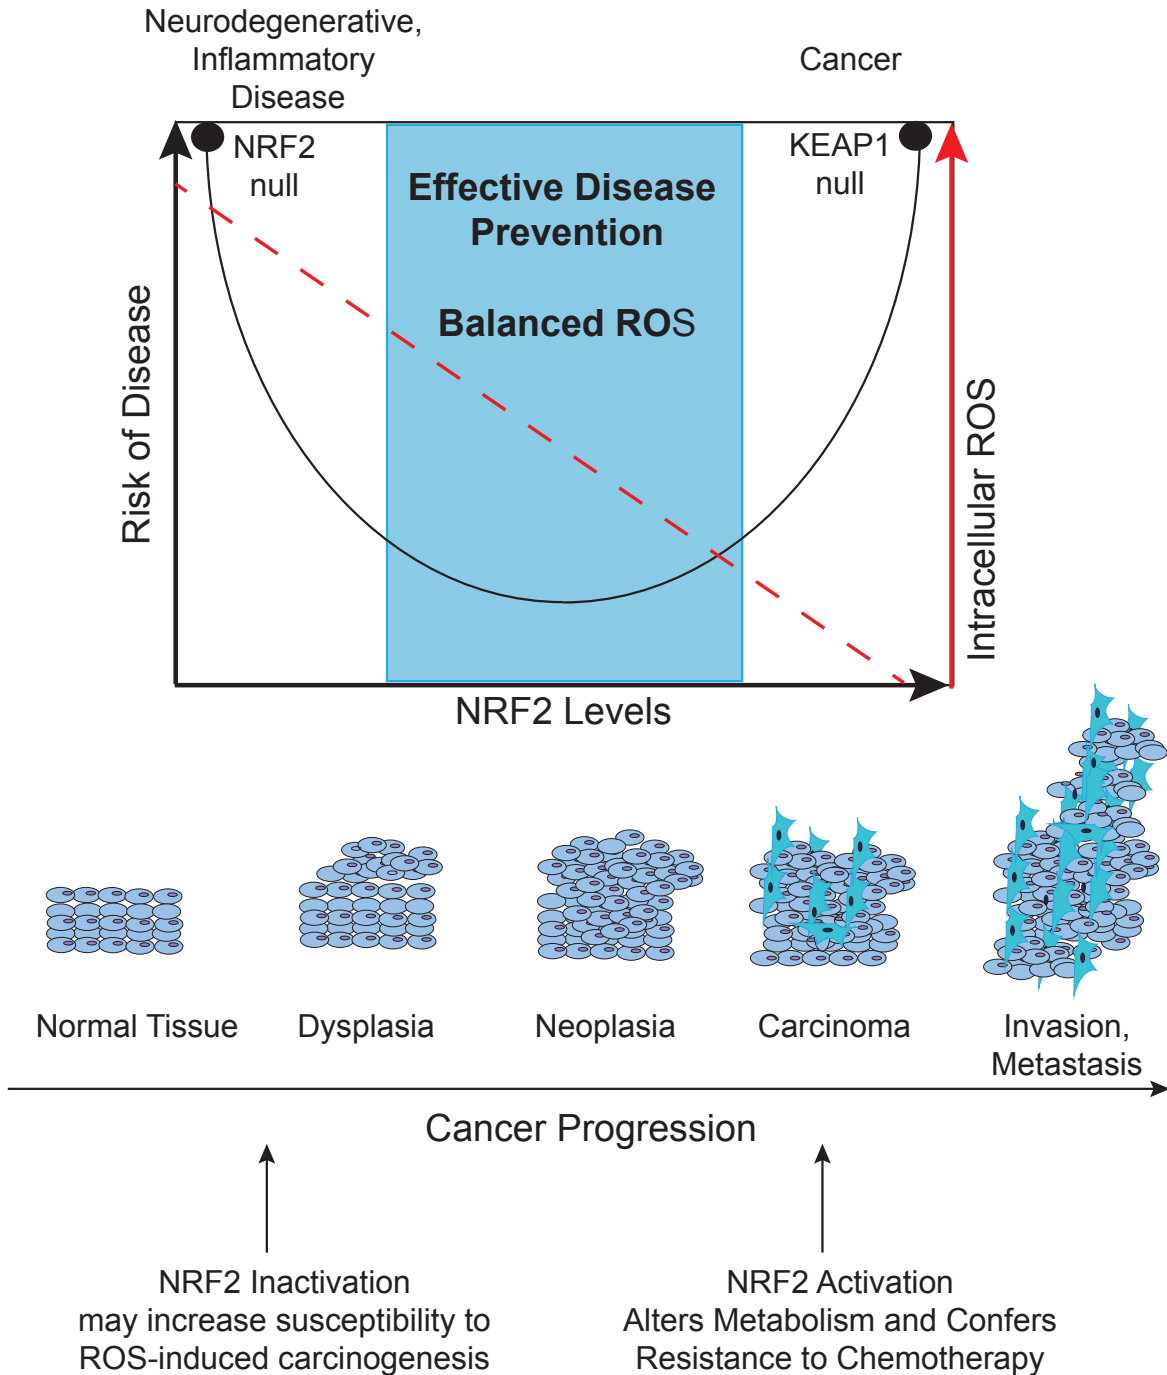 Neurodegenerative,
Inflammatory
Disease
Cancer
NRF2
null
KEAP1
null
Effective Disease
Prevention
Balanced ROS
Risk of Disease
Intracellular ROS
NRF2 Levels
Normal Tissue
Dysplasia
Neoplasia
Carcinoma
Invasion,
Metastasis
Cancer Progression
NRF2 Inactivation
may increase susceptibility to
ROS-induced carcinogenesis
NRF2 Activation
Alters Metabolism and Confers
Resistance to Chemotherapy